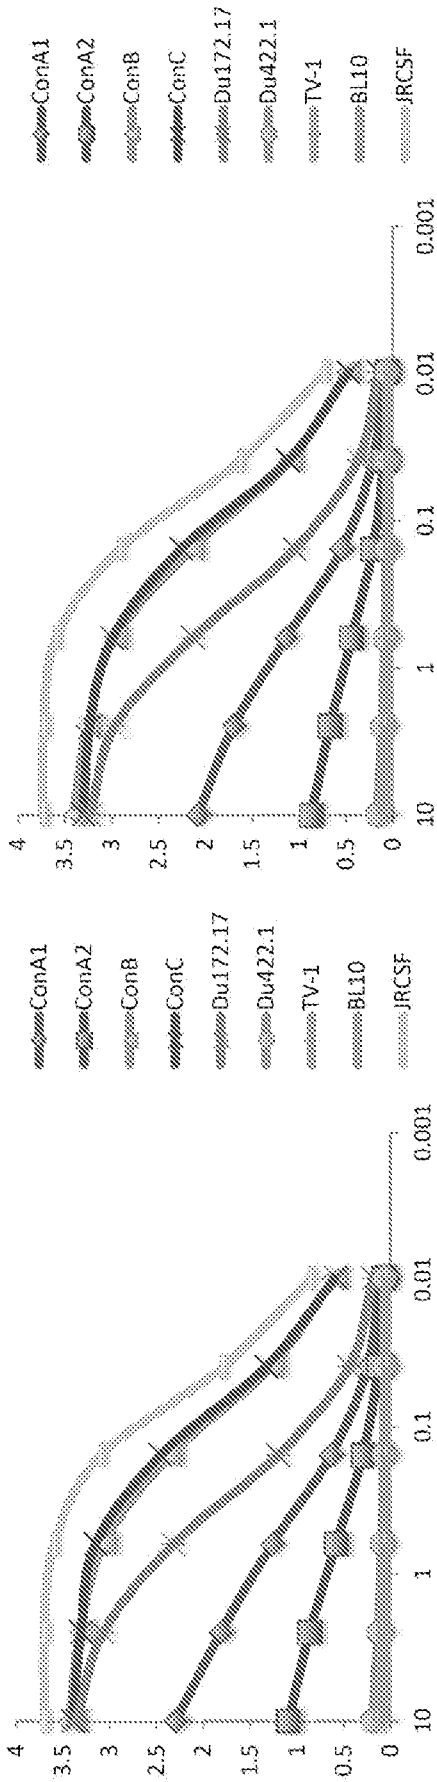 4
3.5
3
2.5
2
1.5
1
0.5
0
10
1
0.1
0.01
0.001
ConA1
ConA2
ConB
ConC
Du172.17
Du422.1
TV-1
BL10
JRCSF
4
3.5
3
2.5
2
1.5
1
0.5
0
10
1
0.1
0.01
0.001
ConA1
ConA2
ConB
ConC
Du172.17
Du422.1
TV-1
BL10
JRCSF